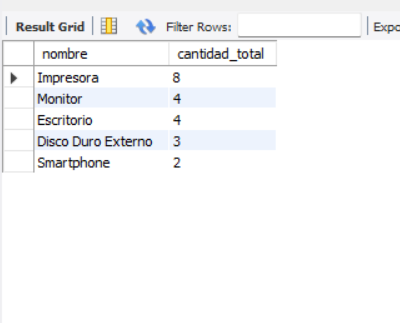 Result Grid Filter Rows: Expo
nombre cantidad_total
Impresora 8
Monitor 4
Escritorio 4
Disco Duro Externo 3
Smartphone 2